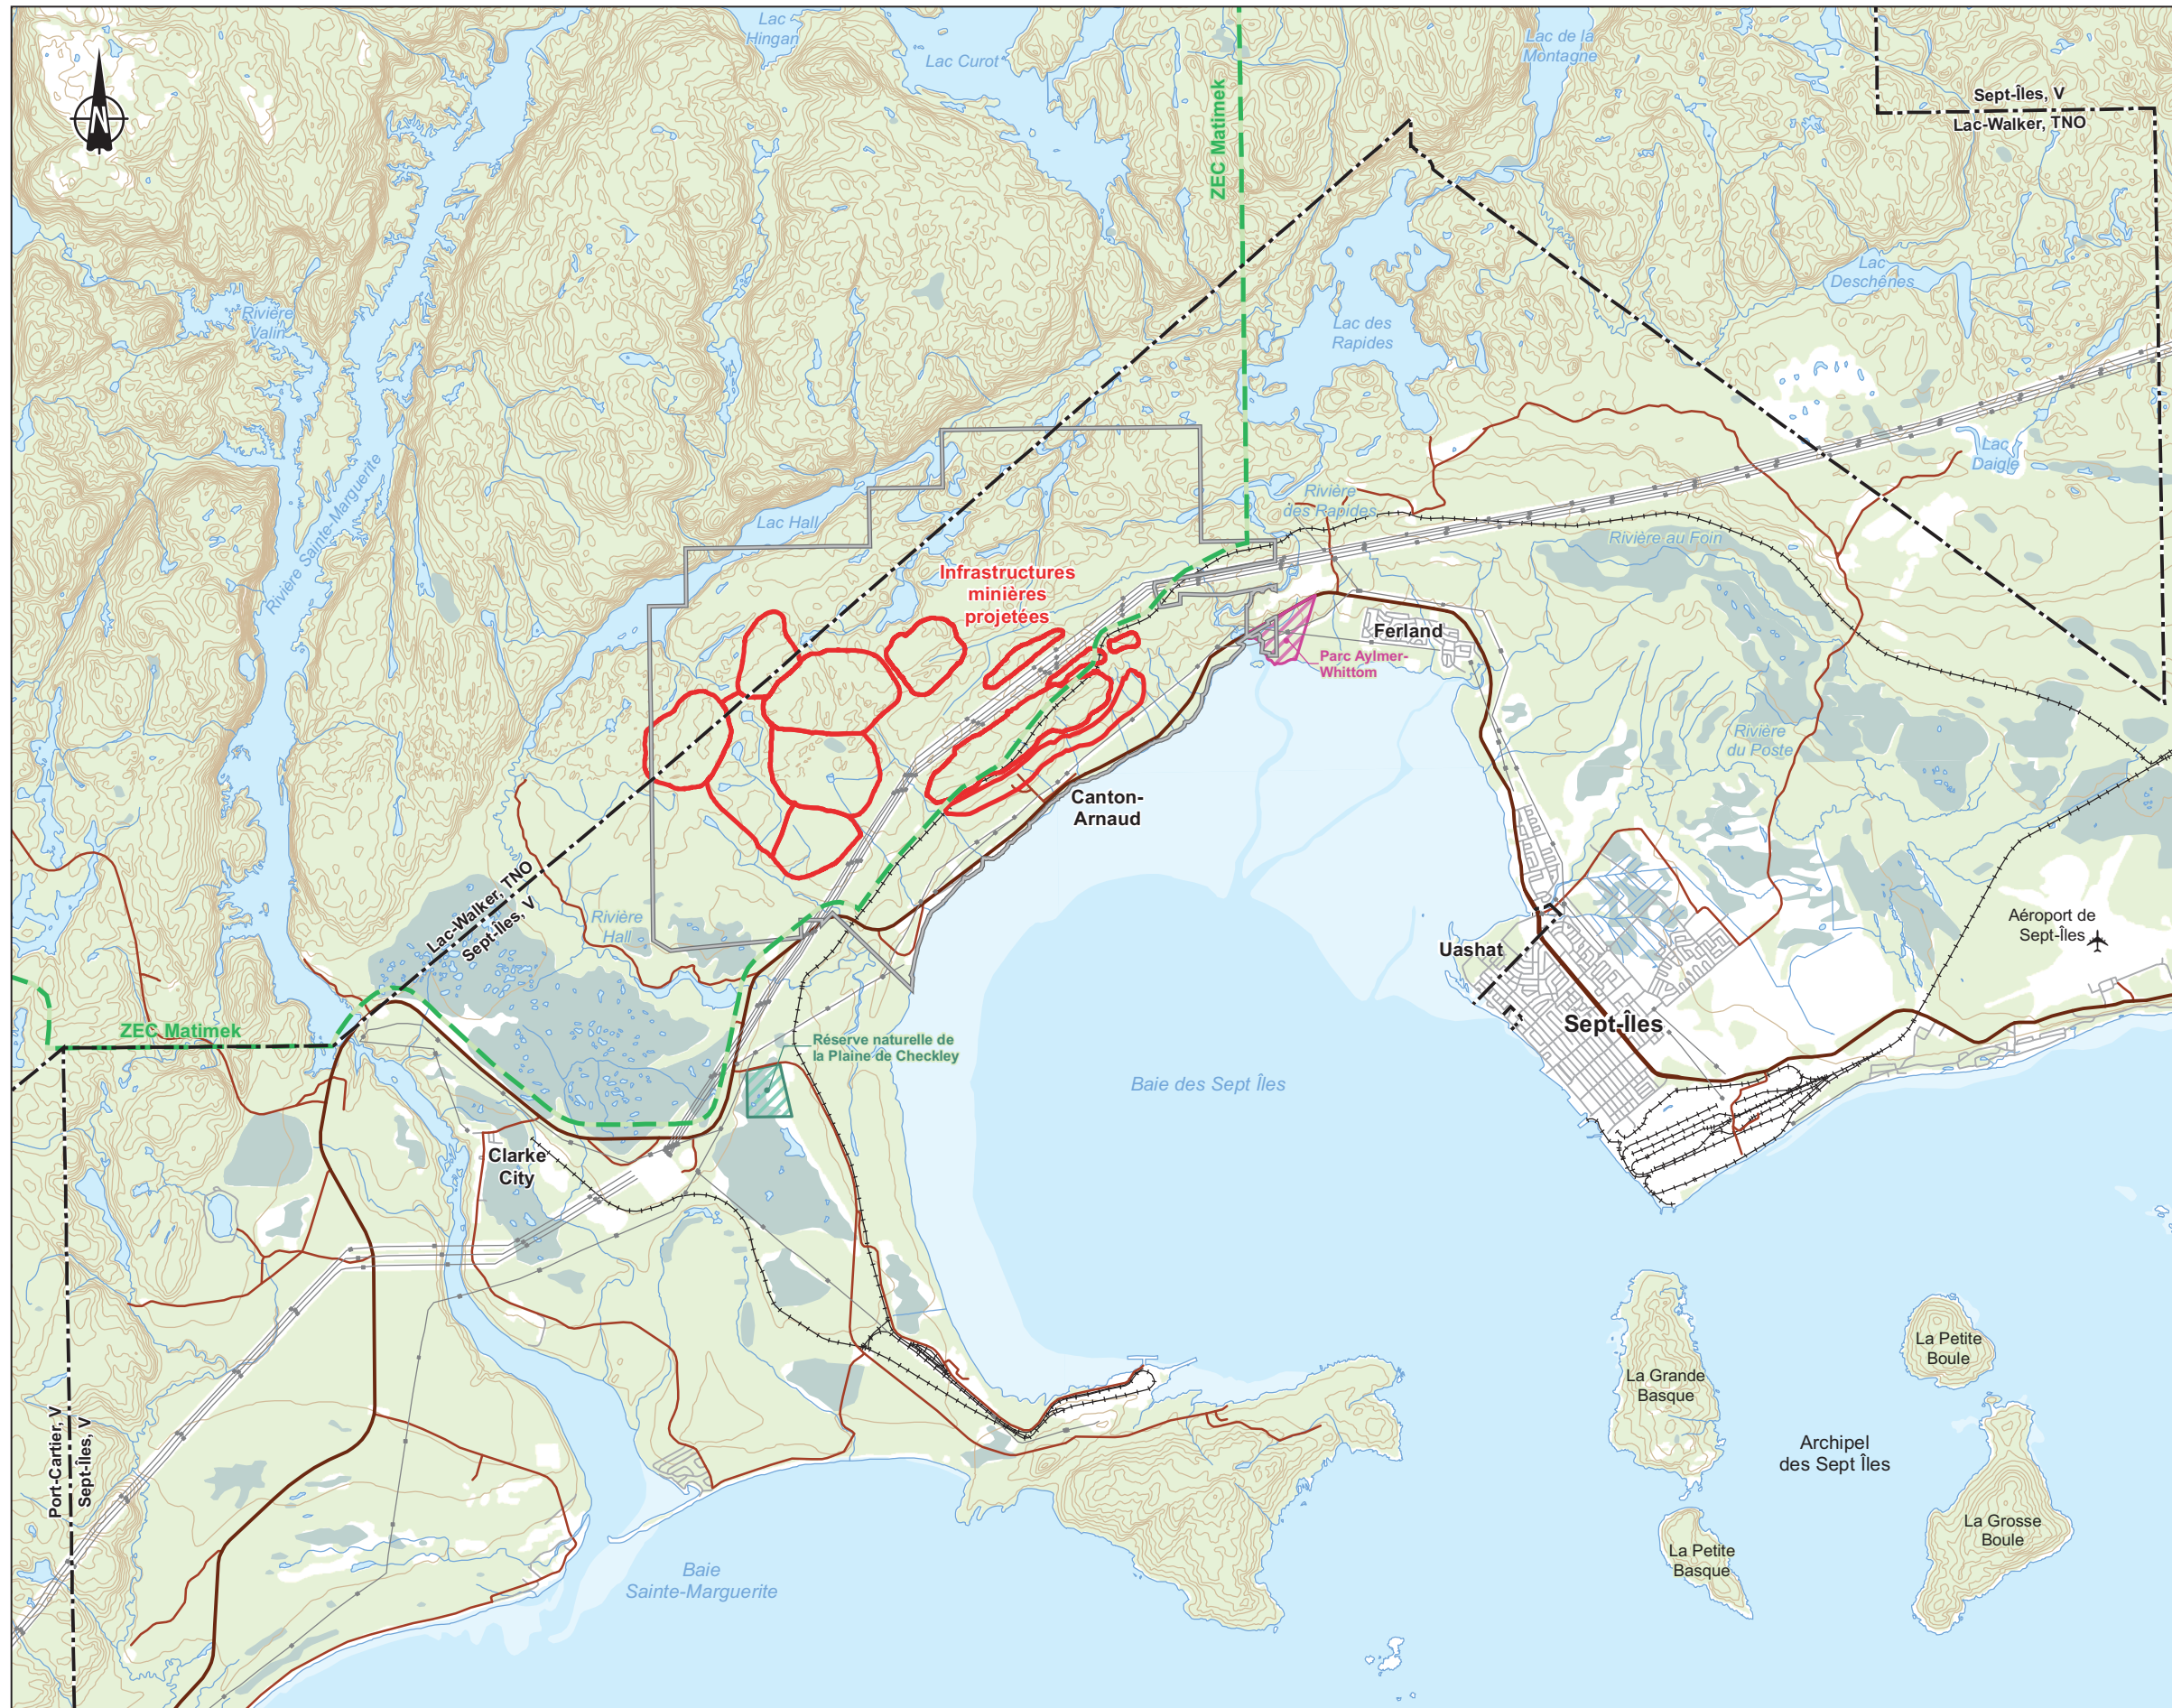 Lac
Hingan
Lac Curot
Lac de la
Montagne
ZEC Matimek
Sept-Îles, V
Lac-Walker, TNO
N
Rivière
Valin
Lac des
Rapides
Lac
Deschênes
Lac
Daigle
Rivière Sainte-Marguerite
Lac Hall
Rivière
des Rapides
Rivière au Foin
Infrastructures
minières
projetées
Ferland
Parc Aylmer-
Whittom
Rivière
du Poste
Canton-
Arnaud
Lac-Walker, TNO
Sept-Îles, V
Rivière
Hall
Uashat
Aéroport de
Sept-Îles
Sept-Îles
ZEC Matimek
Réserve naturelle de
la Plaine de Checkley
Baie des Sept Îles
Clarke
City
La Petite
Boule
La Grande
Basque
Archipel
des Sept Îles
Port-Cartier, V
Sept-Îles, V
La Grosse
Boule
La Petite
Basque
Baie
Sainte-Marguerite